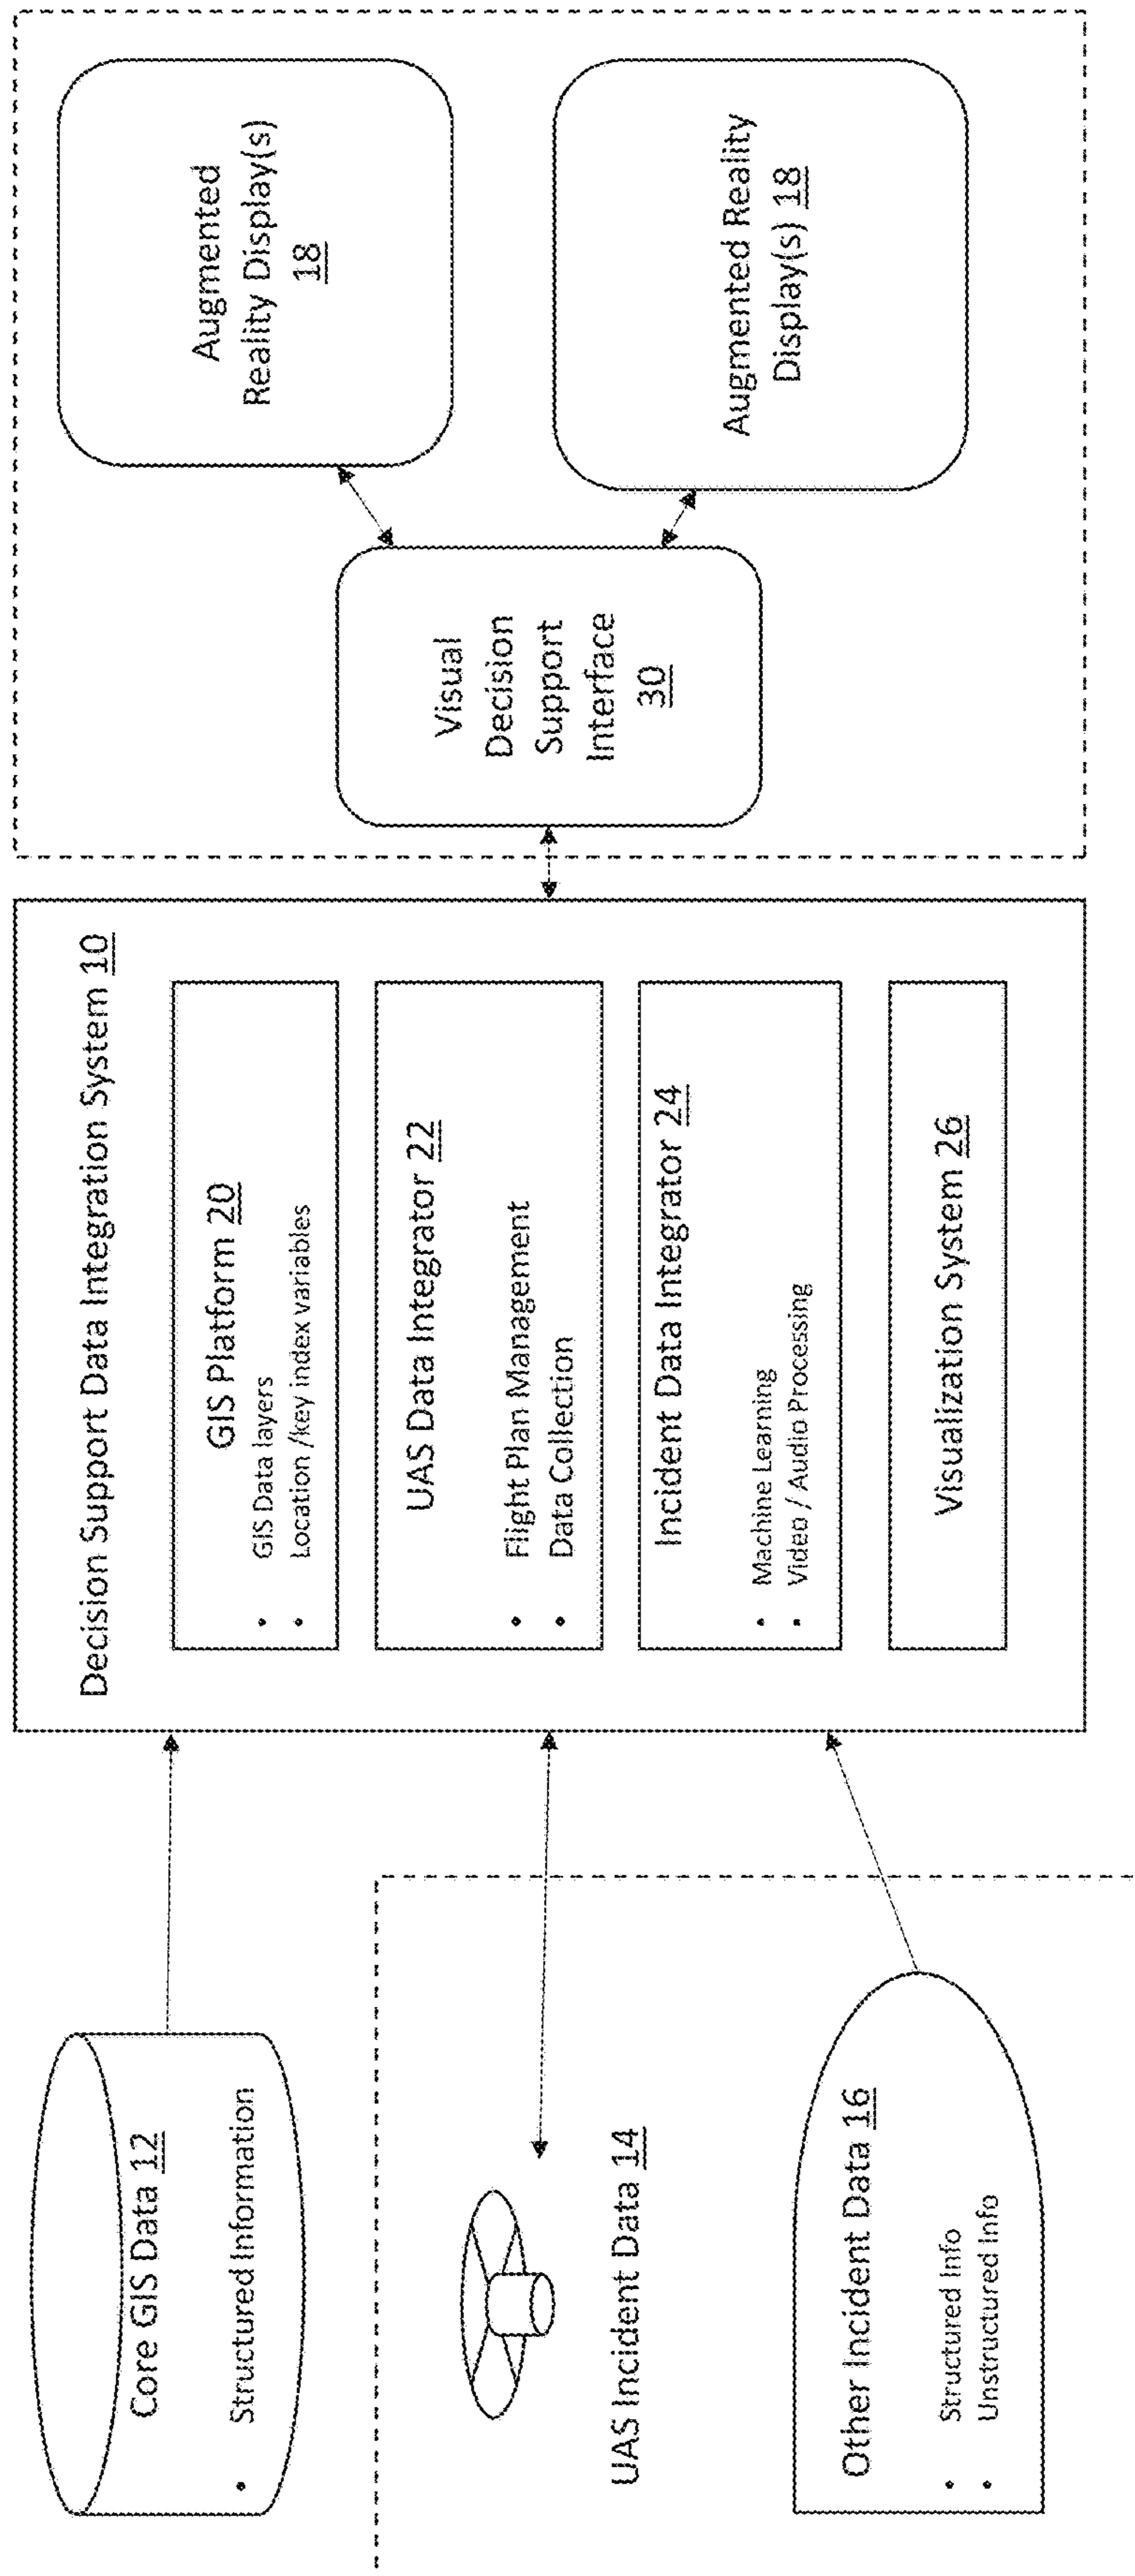 Core GIS Data 12
• Structured Information
UAS Incident Data 14
Other Incident Data 16
• Structured Info
• Unstructured Info
Decision Support Data Integration System 10
GIS Platform 20
• GIS Data layers
• Location /key index variables
UAS Data Integrator 22
• Flight Plan Management
• Data Collection
Incident Data Integrator 24
• Machine Learning
• Video / Audio Processing
Visualization System 26
Visual
Decision
Support
Interface
30
Augmented
Reality Display(s)
18
Augmented Reality
Display(s) 18